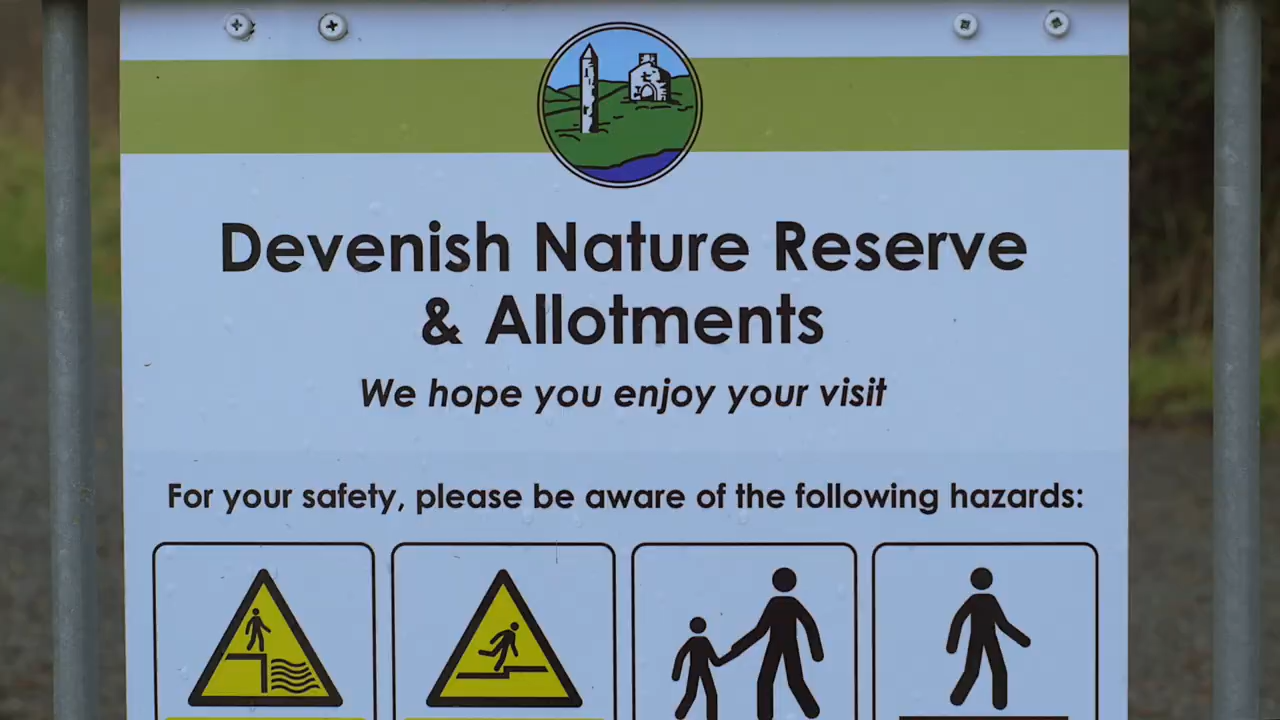 Devenish Nature Reserve
& Allotments
We hope you enjoy your visit
For your safety, please be aware of the following hazards: